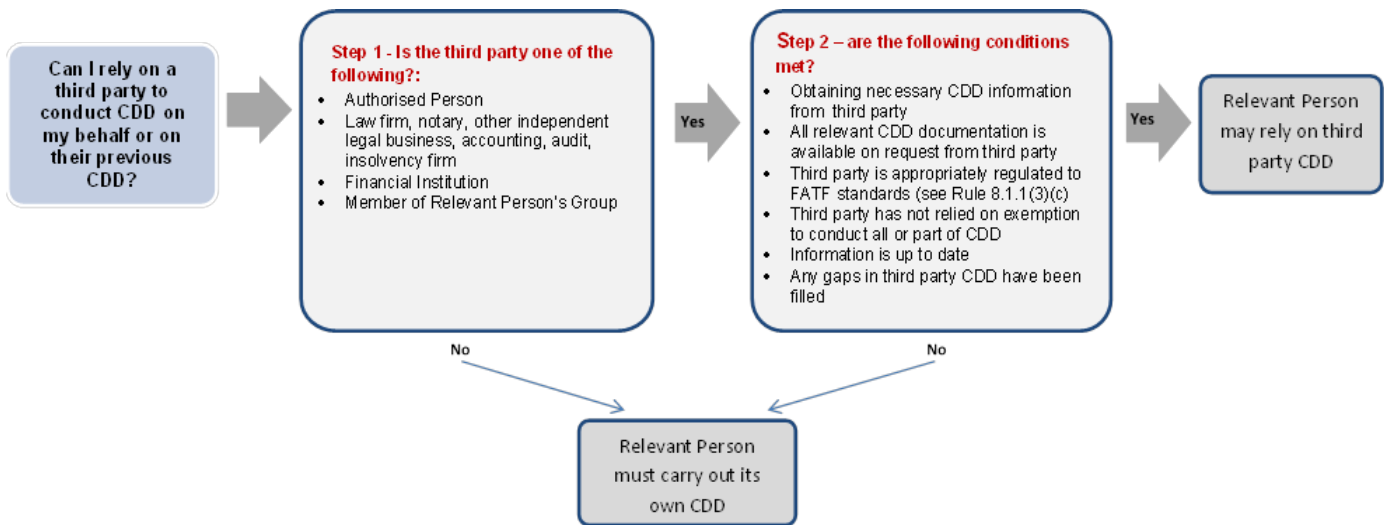 Can I rely on a
third party to
conduct CDD on
my behalf or on
their previous
CDD?
Step 1 - Is the third party one of the
following?:
• Authorised Person
• Law firm, notary, other independent
legal business, accounting, audit,
insolvency firm
• Financial Institution
• Member of Relevant Person's Group
Yes
Step 2 – are the following conditions
met?
• Obtaining necessary CDD information
from third party
• All relevant CDD documentation is
available on request from third party
• Third party is appropriately regulated to
FATF standards (see Rule 8.1.1(3)(c)
• Third party has not relied on exemption
to conduct all or part of CDD
• Information is up to date
• Any gaps in third party CDD have been
filled
Yes
Relevant Person
may rely on third
party CDD
No
No
Relevant Person
must carry out its
own CDD